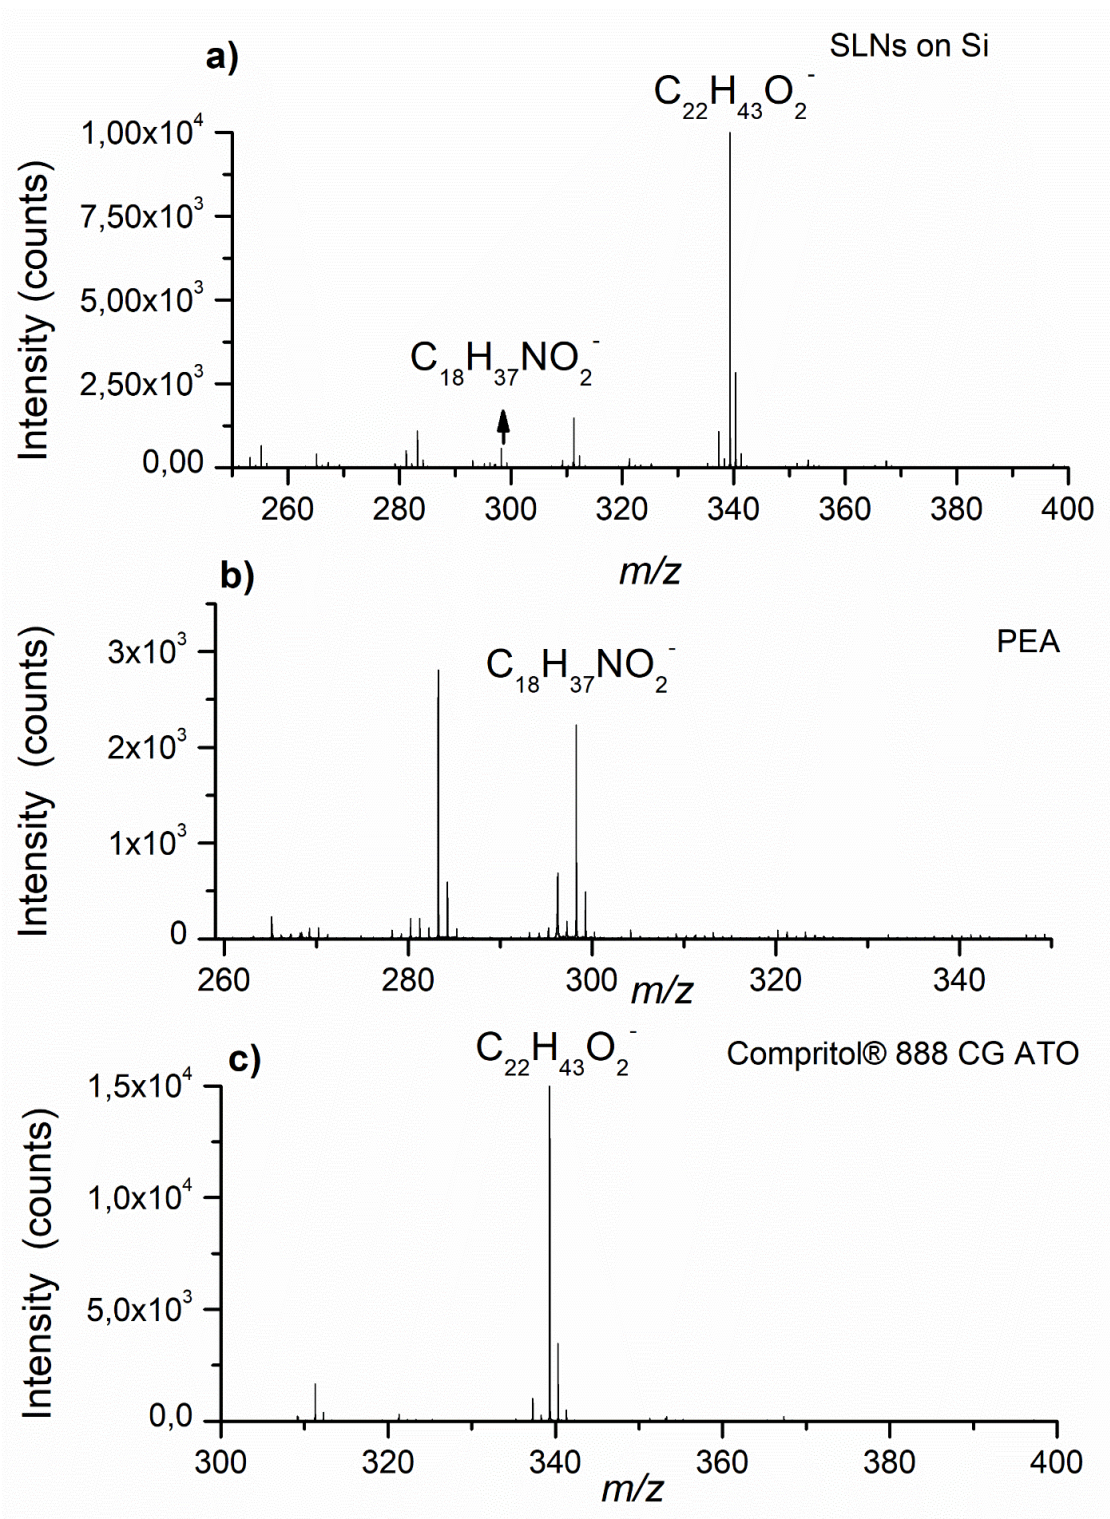 a)
SLNs on Si
C22H43O2-
1,00x10^4
7,50x10^3
5,00x10^3
2,50x10^3
0,00
Intensity (counts)
C18H37NO2-
260 280 300 320 340 360 380 400
m/z
b)
PEA
C18H37NO2-
3x10^3
2x10^3
1x10^3
0
Intensity (counts)
260 280 300 320 340
m/z
c)
Compritol® 888 CG ATO
C22H43O2-
1,5x10^4
1,0x10^4
5,0x10^3
0,0
Intensity (counts)
300 320 340 360 380 400
m/z